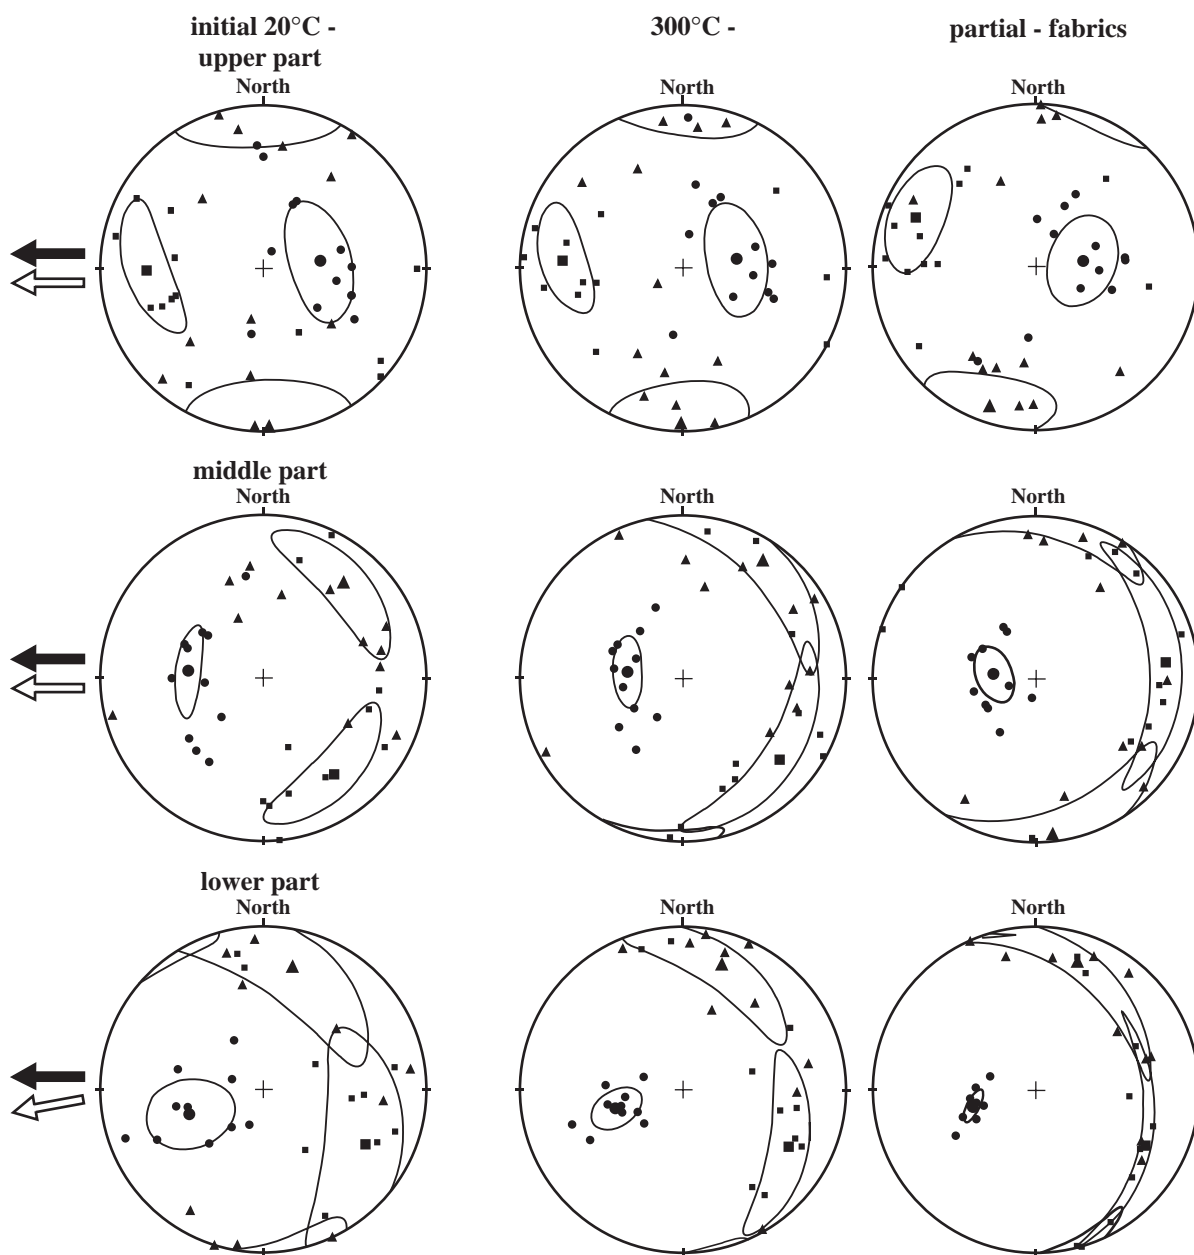 initial 20°C -
300°C -
partial - fabrics
upper part
North
North
North
middle part
North
North
North
lower part
North
North
North